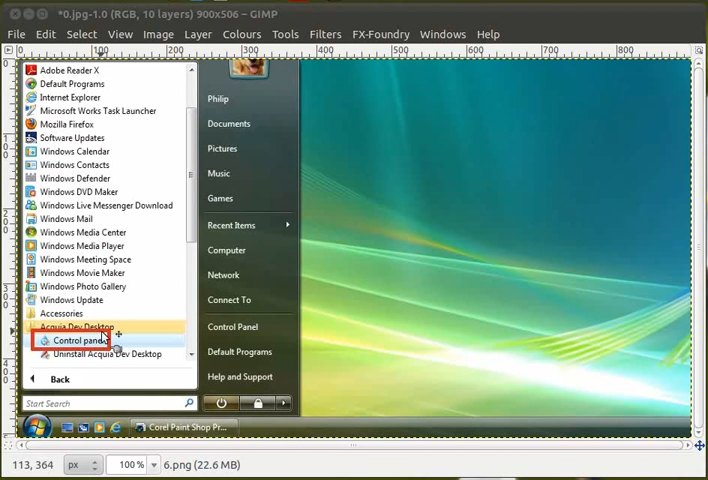 *0.jpg-1.0 (RGB, 10 layers) 900x506 – GIMP
File Edit Select View Image Layer Colours Tools Filters FX-Foundry Windows Help
0 100 200 300 400 500 600 700 800
Adobe Reader X
Default Programs
Internet Explorer
Microsoft Works Task Launcher
Mozilla Firefox
Software Updates
Windows Calendar
Windows Contacts
Windows Defender
Windows DVD Maker
Windows Live Messenger Download
Windows Mail
Windows Media Center
Windows Media Player
Windows Meeting Space
Windows Movie Maker
Windows Photo Gallery
Windows Update
Accessories
Acquia Dev Desktop
Control panel
Uninstall Acquia Dev Desktop
Back
Start Search
Philip
Documents
Pictures
Music
Games
Recent Items
Computer
Network
Connect To
Control Panel
Default Programs
Help and Support
Corel Paint Shop Pr...
113, 364 px 100% 6.png (22.6 MB)